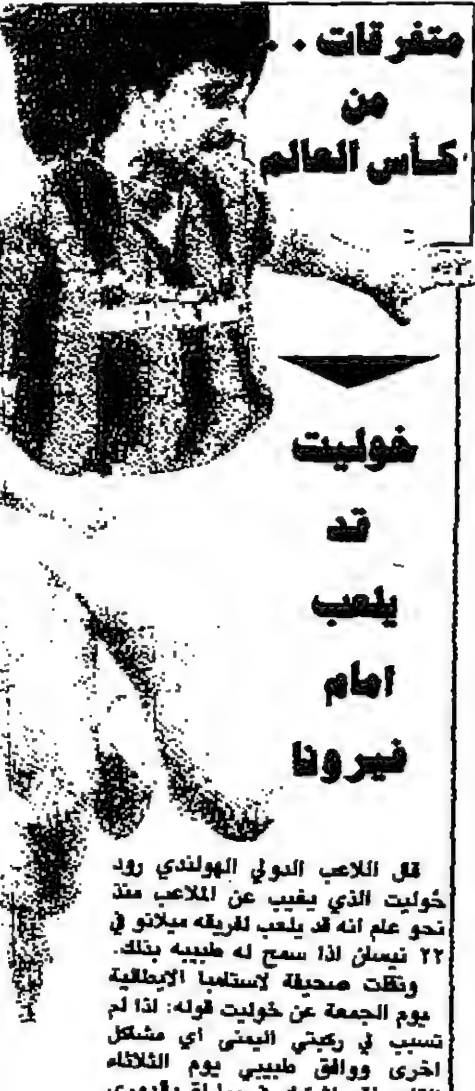 متفرقات . .
من
كأس العالم
خوليت
قد
يلعب
امام
فيرونا
قال اللاعب الدولي الهولندي رود
خوليت الذي يغيب عن الملاعب منذ
نحو عام انه قد يلعب لفريقه ميلانو في
٢٢ نيسان اذا سمح له طبيبه بذلك.
ونقلت صحيفة لاستامبا الايطالية
يوم الجمعة عن خوليت قوله: اذا لم
تسبب في ركبتي اليمنى أي مشاكل
اخرى ووافق طبيبي يوم الثلاثاء